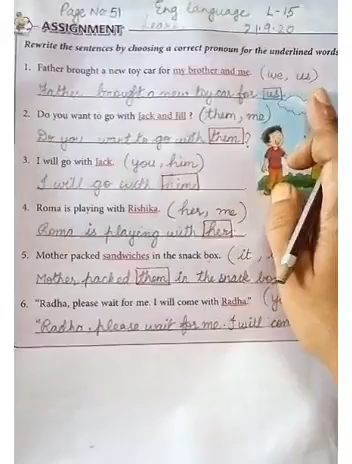 Page No: 51 Eng language L-15
Learn 21.9.20
ASSIGNMENT
Rewrite the sentences by choosing a correct pronoun for the underlined words
1. Father brought a new toy car for my brother and me. (we, us)
Father brought a new toy car for us.
2. Do you want to go with Jack and Jill ? (them, me)
Do you want to go with them ?
3. I will go with Jack. (you, him)
I will go with him
4. Roma is playing with Rishika. (her, me)
Roma is playing with her
5. Mother packed sandwiches in the snack box. (it,
Mother packed them in the snack box
6. "Radha, please wait for me. I will come with Radha."
"Radha, please wait for me. I will com